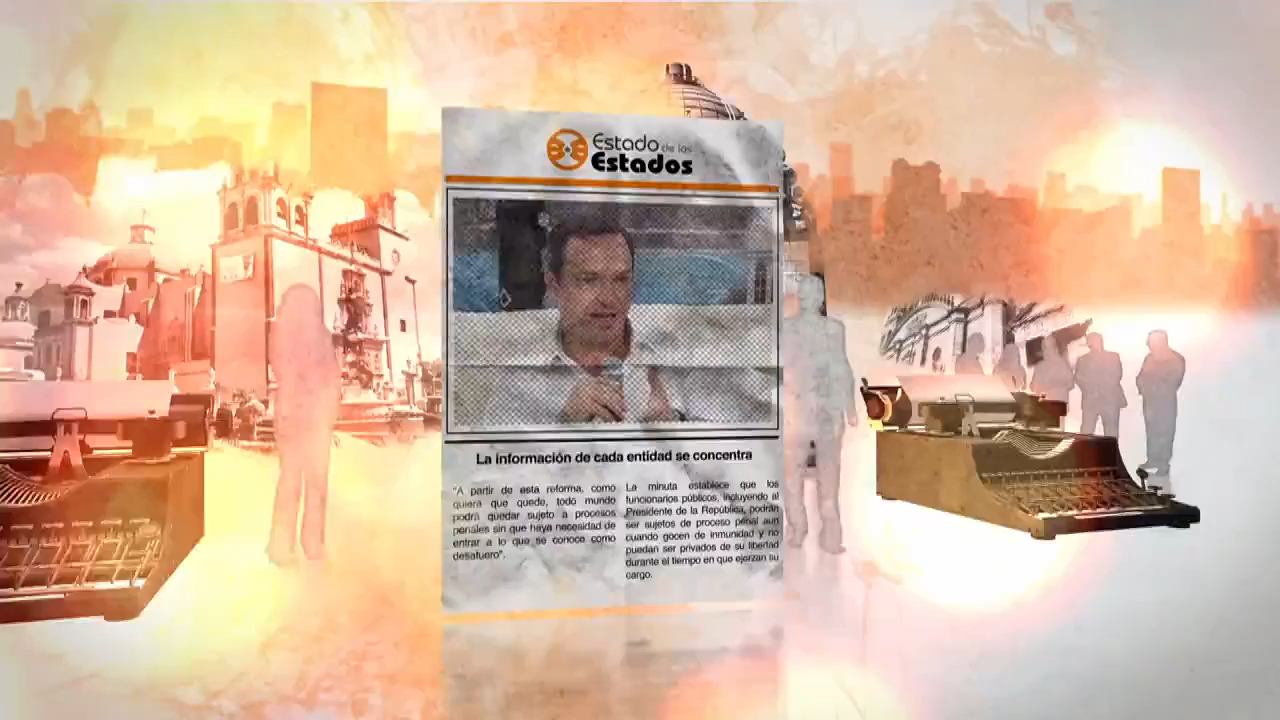 Estado de los
Estados
La información de cada entidad se concentra
"A partir de esta reforma, como
quiera que quede, todo mundo
podrá quedar sujeto a procesos
penales sin que haya necesidad de
entrar a lo que se conoce como
desafuero".
La minuta establece que los
funcionarios públicos, incluyendo al
Presidente de la República, podrán
ser sujetos de proceso penal aun
cuando gocen de inmunidad y no
puedan ser privados de su libertad
durante el tiempo en que ejerzan su
cargo.